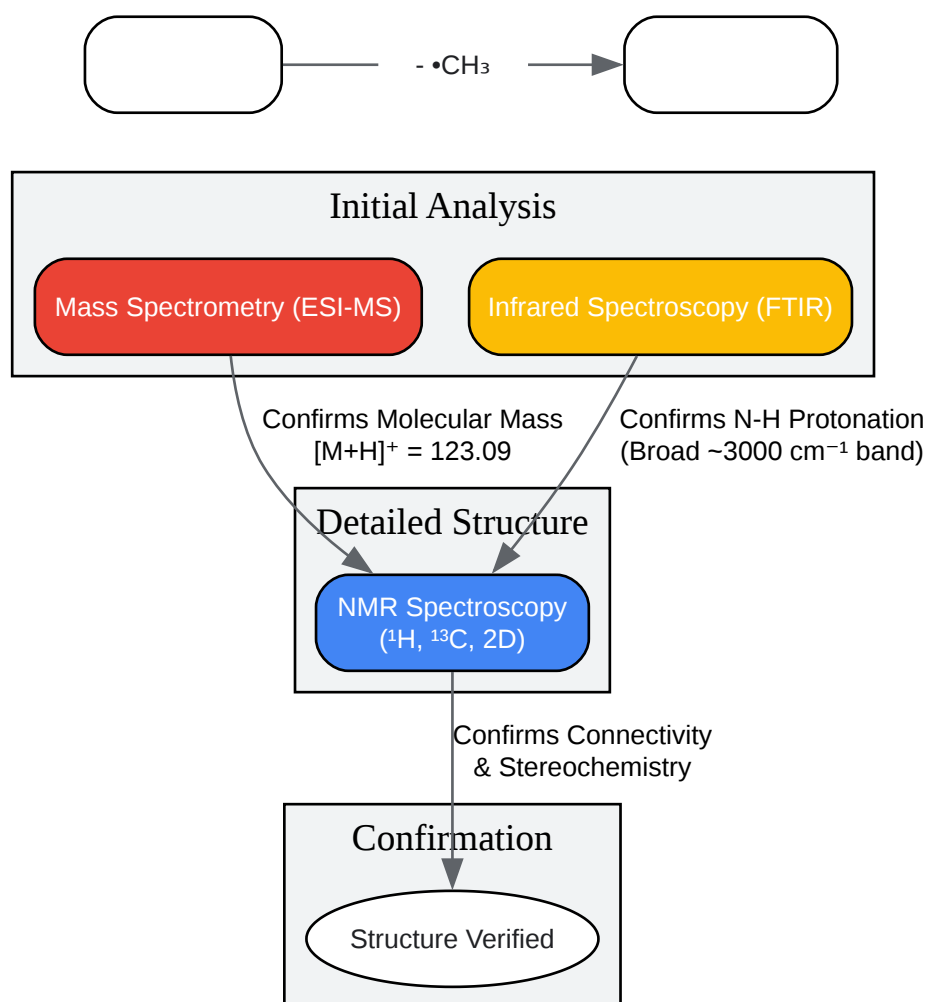 - •CH₃
Initial Analysis
Mass Spectrometry (ESI-MS)
Infrared Spectroscopy (FTIR)
Confirms Molecular Mass
[M+H]⁺ = 123.09
Confirms N-H Protonation
(Broad ~3000 cm⁻¹ band)
Detailed Structure
NMR Spectroscopy
(¹H, ¹³C, 2D)
Confirms Connectivity
& Stereochemistry
Confirmation
Structure Verified